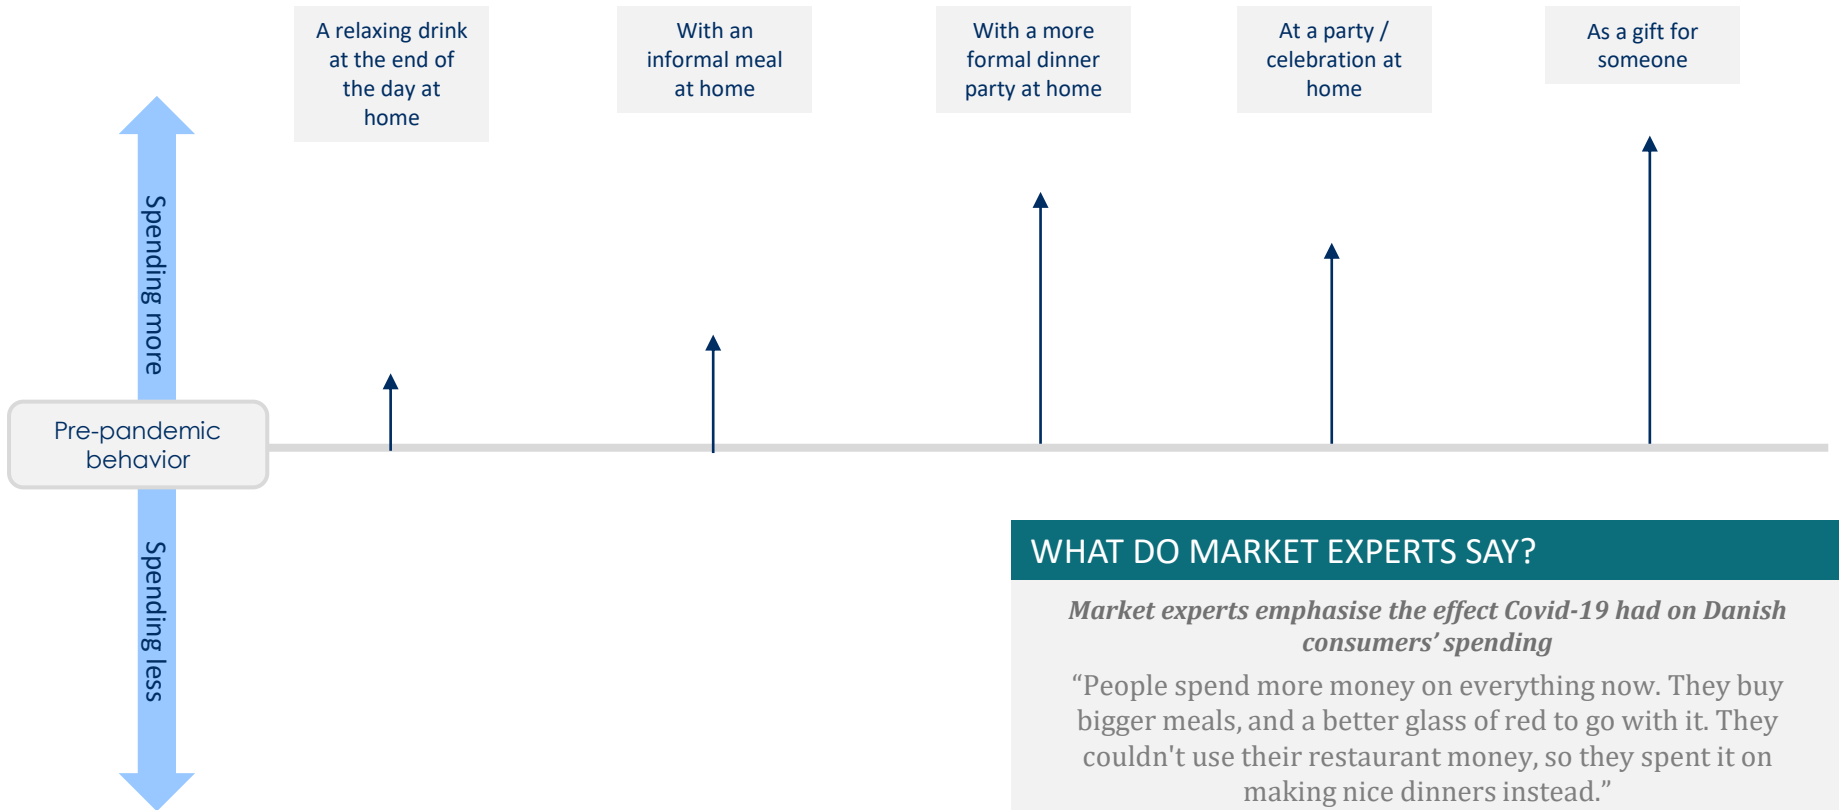 A relaxing drink
at the end of
the day at
home
With an
informal meal
at home
With a more
formal dinner
party at home
At a party /
celebration at
home
As a gift for
someone
Spending more
Pre-pandemic
behavior
Spending less
WHAT DO MARKET EXPERTS SAY?
Market experts emphasise the effect Covid-19 had on Danish
consumers’ spending
“People spend more money on everything now. They buy
bigger meals, and a better glass of red to go with it. They
couldn't use their restaurant money, so they spent it on
making nice dinners instead.”